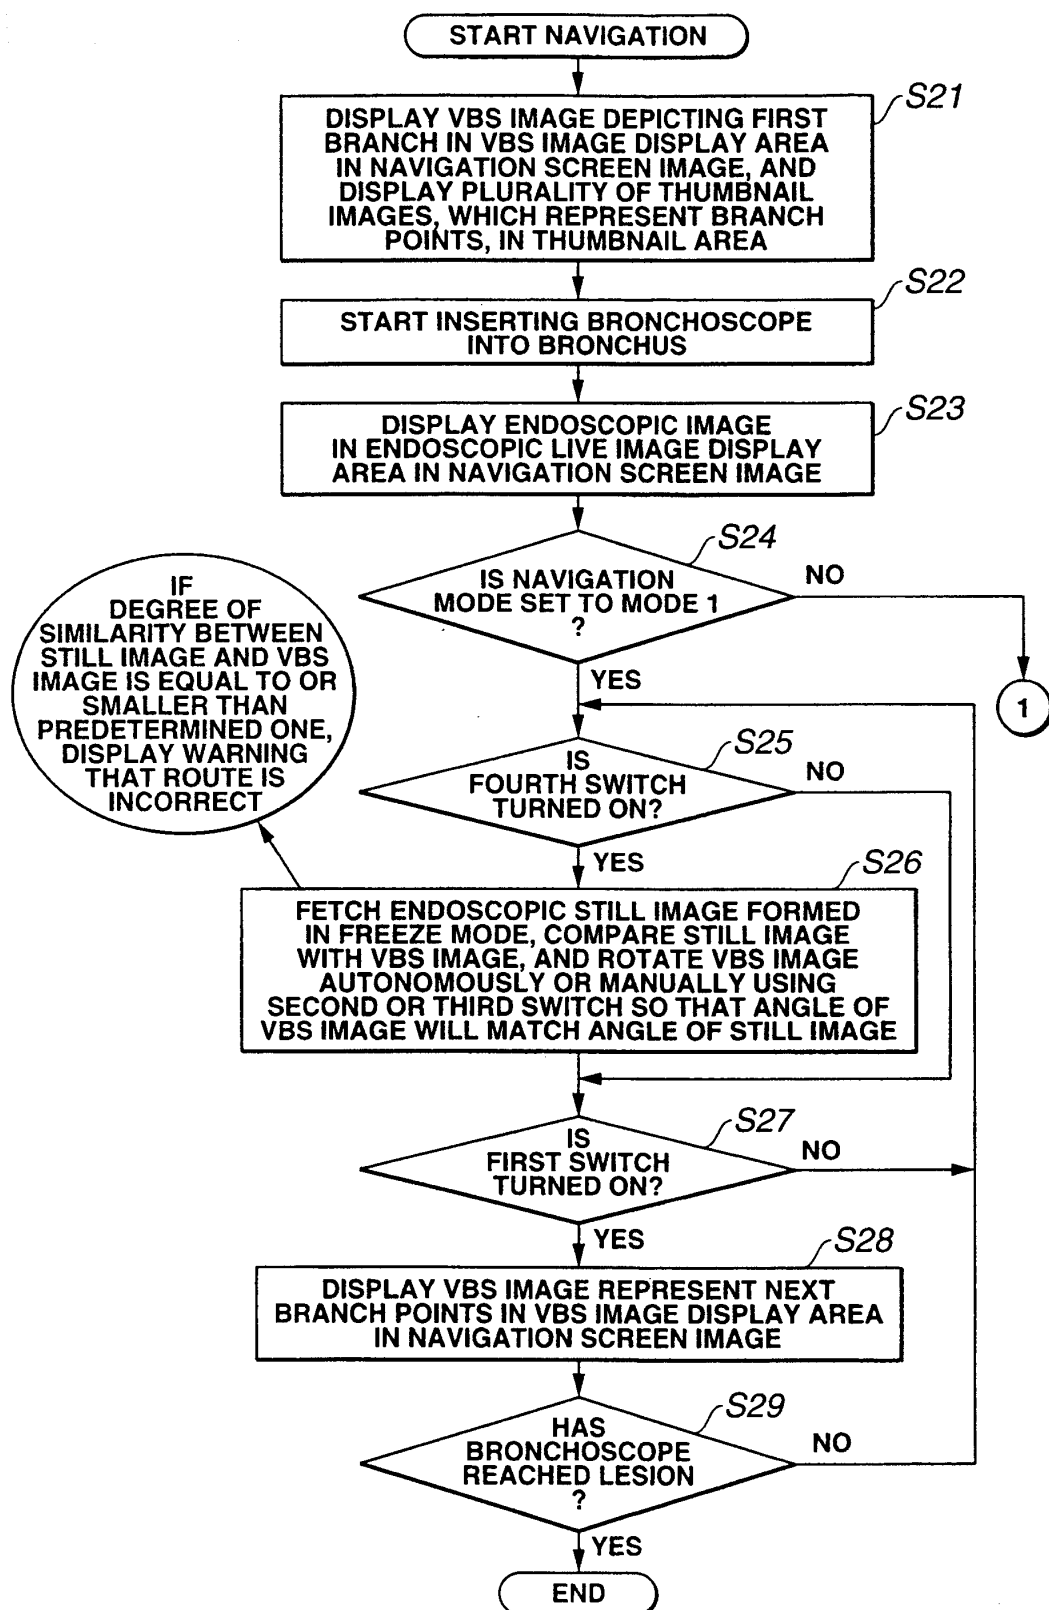 START NAVIGATION
S21
DISPLAY VBS IMAGE DEPICTING FIRST
BRANCH IN VBS IMAGE DISPLAY AREA
IN NAVIGATION SCREEN IMAGE, AND
DISPLAY PLURALITY OF THUMBNAIL
IMAGES, WHICH REPRESENT BRANCH
POINTS, IN THUMBNAIL AREA
S22
START INSERTING BRONCHOSCOPE
INTO BRONCHUS
S23
DISPLAY ENDOSCOPIC IMAGE
IN ENDOSCOPIC LIVE IMAGE DISPLAY
AREA IN NAVIGATION SCREEN IMAGE
S24
IS NAVIGATION
MODE SET TO MODE 1
?
NO
YES
1
IF
DEGREE OF
SIMILARITY BETWEEN
STILL IMAGE AND VBS
IMAGE IS EQUAL TO OR
SMALLER THAN
PREDETERMINED ONE,
DISPLAY WARNING
THAT ROUTE IS
INCORRECT
S25
IS
FOURTH SWITCH
TURNED ON?
NO
YES
S26
FETCH ENDOSCOPIC STILL IMAGE FORMED
IN FREEZE MODE, COMPARE STILL IMAGE
WITH VBS IMAGE, AND ROTATE VBS IMAGE
AUTONOMOUSLY OR MANUALLY USING
SECOND OR THIRD SWITCH SO THAT ANGLE OF
VBS IMAGE WILL MATCH ANGLE OF STILL IMAGE
S27
IS
FIRST SWITCH
TURNED ON?
NO
YES
S28
DISPLAY VBS IMAGE REPRESENT NEXT
BRANCH POINTS IN VBS IMAGE DISPLAY AREA
IN NAVIGATION SCREEN IMAGE
S29
HAS
BRONCHOSCOPE
REACHED LESION
?
NO
YES
END